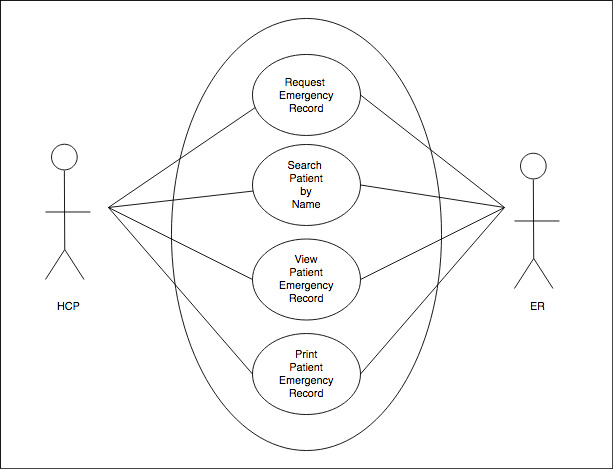 Request
Emergency
Record
Search
Patient
by
Name
View
Patient
Emergency
Record
Print
Patient
Emergency
Record
HCP
ER